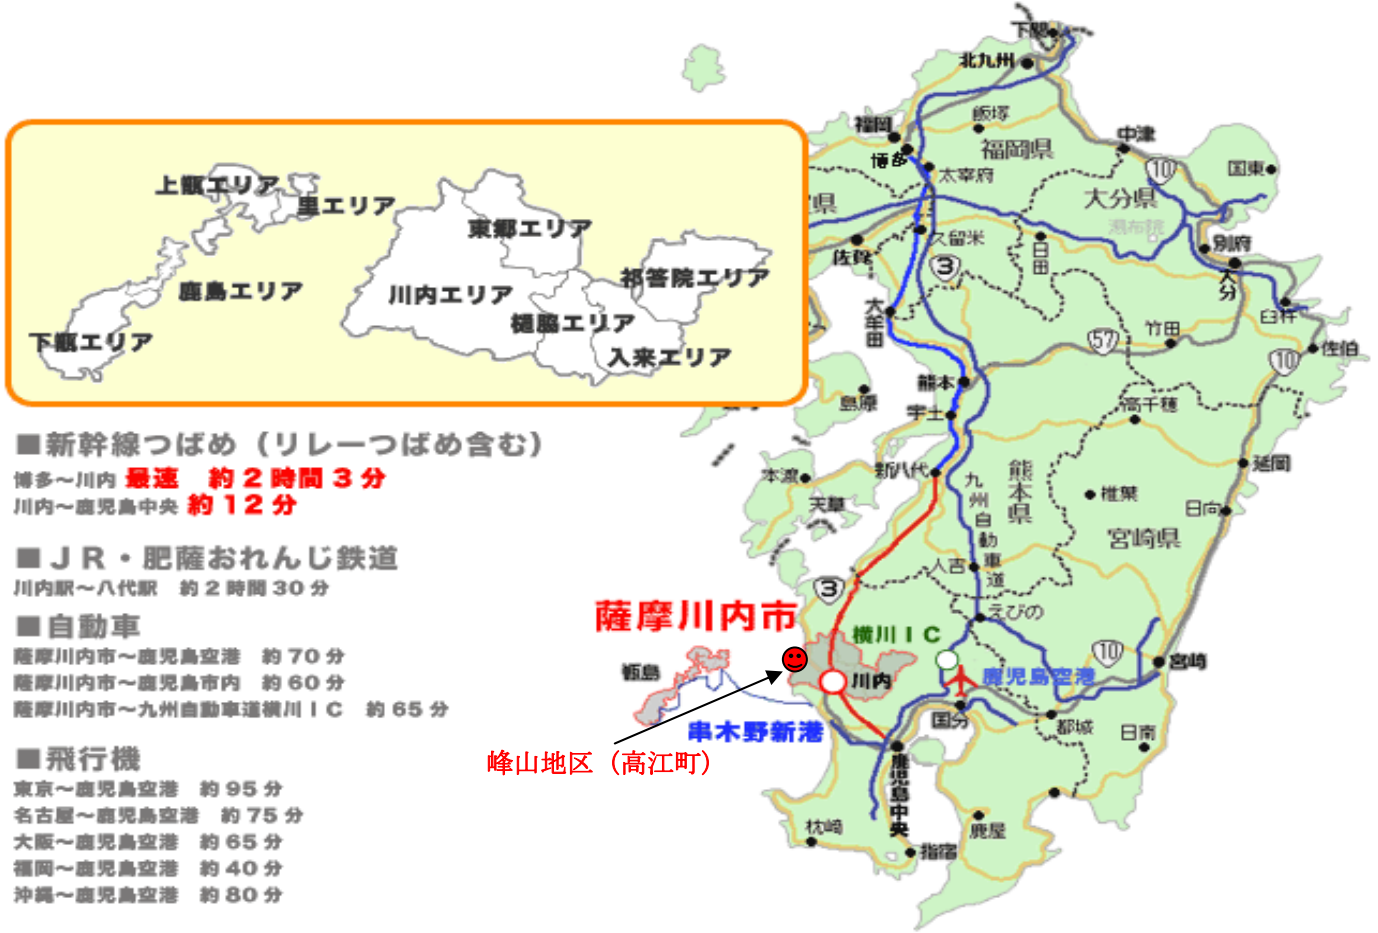 上甑エリア
里エリア
鹿島エリア
下甑エリア
東郷エリア
川内エリア
祁答院エリア
樋脇エリア
入来エリア
■新幹線つばめ（リレーつばめ含む）
博多～川内 最速 約２時間３分
川内～鹿児島中央 約１２分
■ＪＲ・肥薩おれんじ鉄道
川内駅～八代駅 約２時間３０分
■自動車
薩摩川内市～鹿児島空港 約７０分
薩摩川内市～鹿児島市内 約６０分
薩摩川内市～九州自動車道横川ＩＣ 約６５分
■飛行機
東京～鹿児島空港 約９５分
名古屋～鹿児島空港 約７５分
大阪～鹿児島空港 約６５分
福岡～鹿児島空港 約４０分
沖縄～鹿児島空港 約８０分
下関
北九州
飯塚
福岡
博多
福岡県
中津
10
国東
太宰府
大分県
県
湯布院
別府
久留米
日田
佐賀
3
大分
臼杵
大牟田
竹田
57
佐伯
10
熊本
島原
高千穂
宇土
本渡
新八代
熊本県
延岡
九州自動車道
椎葉
天草
日向
宮崎県
人吉
3
えびの
薩摩川内市
横川ＩＣ
10
宮崎
甑島
川内
鹿児島空港
国分
串木野新港
都城
日南
峰山地区（高江町）
鹿児島中央
枕崎
鹿屋
指宿